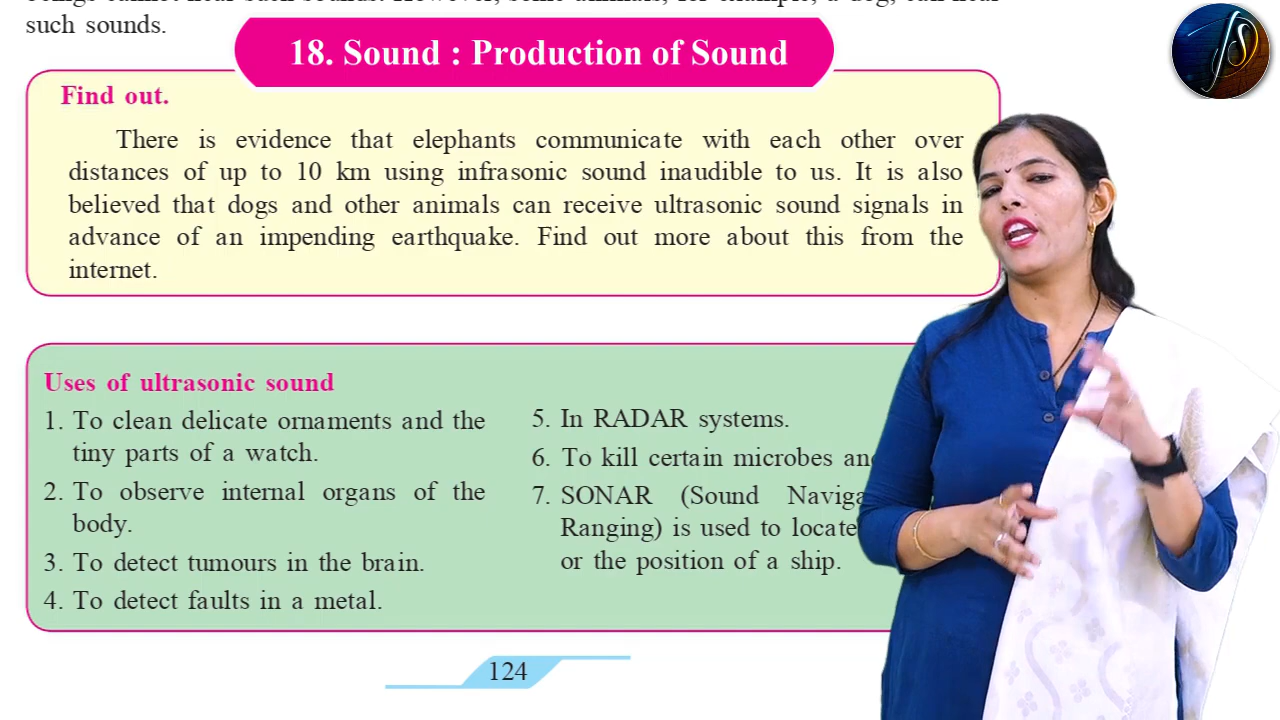 such sounds.
18. Sound : Production of Sound
Find out.
There is evidence that elephants communicate with each other over
distances of up to 10 km using infrasonic sound inaudible to us. It is also
believed that dogs and other animals can receive ultrasonic sound signals in
advance of an impending earthquake. Find out more about this from the
internet.
Uses of ultrasonic sound
1. To clean delicate ornaments and the
tiny parts of a watch.
2. To observe internal organs of the
body.
3. To detect tumours in the brain.
4. To detect faults in a metal.
5. In RADAR systems.
6. To kill certain microbes
7. SONAR (Sound
Ranging) is used to locate
or the position of a ship.
124